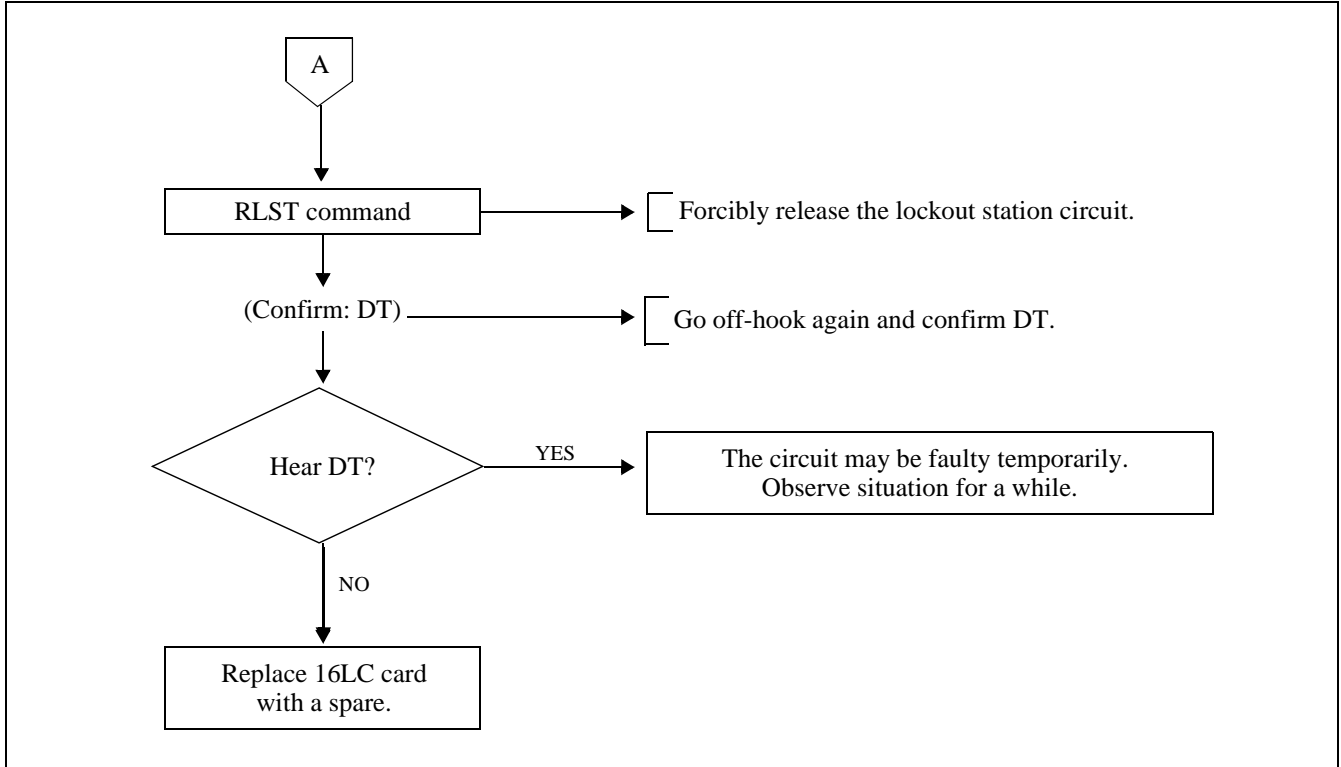 A
RLST command
Forcibly release the lockout station circuit.
(Confirm: DT)
Go off-hook again and confirm DT.
Hear DT?
YES
The circuit may be faulty temporarily.
Observe situation for a while.
NO
Replace 16LC card
with a spare.